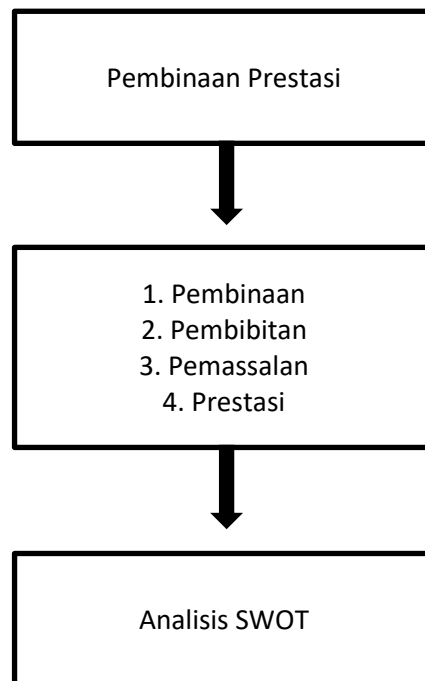 Pembinaan Prestasi
1. Pembinaan
2. Pembibitan
3. Pemassalan
4. Prestasi
Analisis SWOT